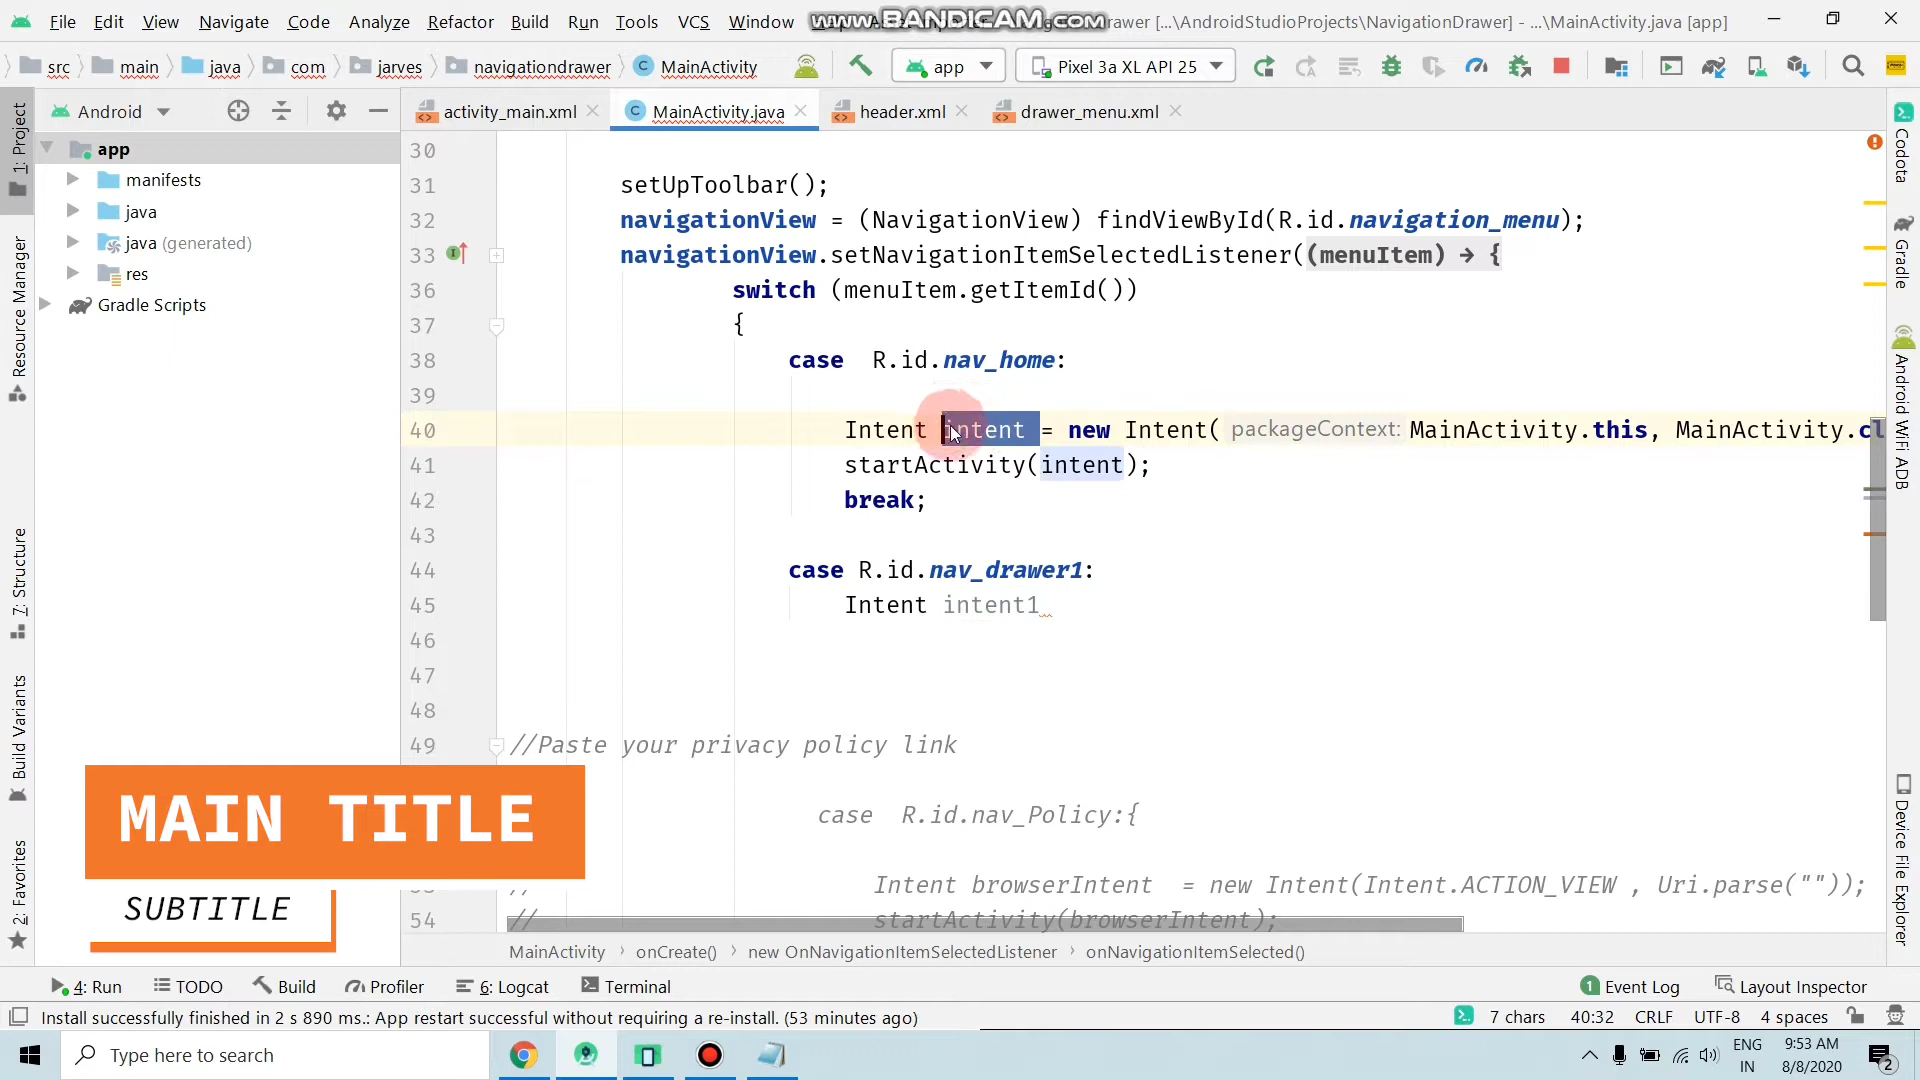 File Edit View Navigate Code Analyze Refactor Build Run Tools VCS Window WWW.BANDICAM.COM Drawer [...\AndroidStudioProjects\NavigationDrawer] - ...\MainActivity.java [app]
src main java com jarves navigationdrawer MainActivity app Pixel 3a XL API 25
Android activity_main.xml MainActivity.java header.xml drawer_menu.xml
app
manifests
java
java (generated)
res
Gradle Scripts
1: Project
Resource Manager
7: Structure
Build Variants
2: Favorites
30
31 setUpToolbar();
32 navigationView = (NavigationView) findViewById(R.id.navigation_menu);
33 navigationView.setNavigationItemSelectedListener((menuItem) → {
36 switch (menuItem.getItemId())
37 {
38 case R.id.nav_home:
39
40 Intent intent = new Intent( packageContext: MainActivity.this, MainActivity.cl
41 startActivity(intent);
42 break;
43
44 case R.id.nav_drawer1:
45 Intent intent1
46
47
48
49 //Paste your privacy policy link
case R.id.nav_Policy:{
Intent browserIntent = new Intent(Intent.ACTION_VIEW , Uri.parse(""));
54 // startActivity(browserIntent);
MAIN TITLE
SUBTITLE
Codota
Gradle
Android WiFi ADB
Device File Explorer
MainActivity onCreate() new OnNavigationItemSelectedListener onNavigationItemSelected()
4: Run TODO Build Profiler 6: Logcat Terminal 1 Event Log Layout Inspector
Install successfully finished in 2 s 890 ms.: App restart successful without requiring a re-install. (53 minutes ago) 7 chars 40:32 CRLF UTF-8 4 spaces
Type here to search ENG IN 9:53 AM 8/8/2020 2